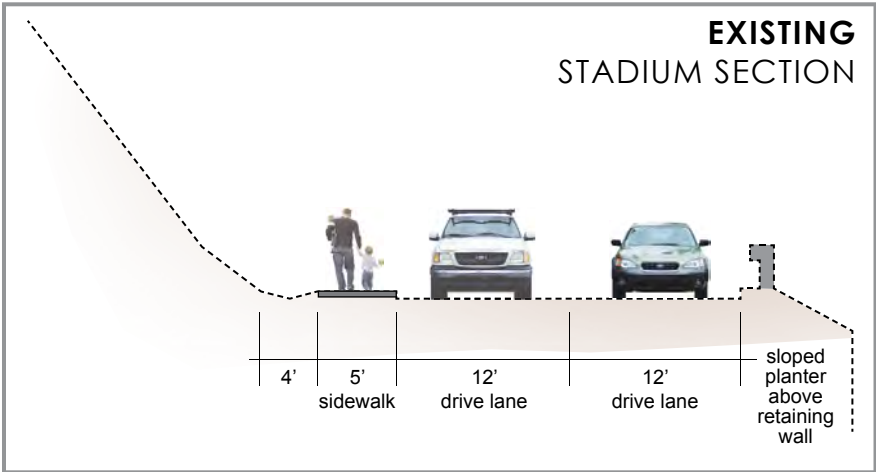 EXISTING
STADIUM SECTION
4’
5’
sidewalk
12’
drive lane
12’
drive lane
sloped
planter
above
retaining
wall